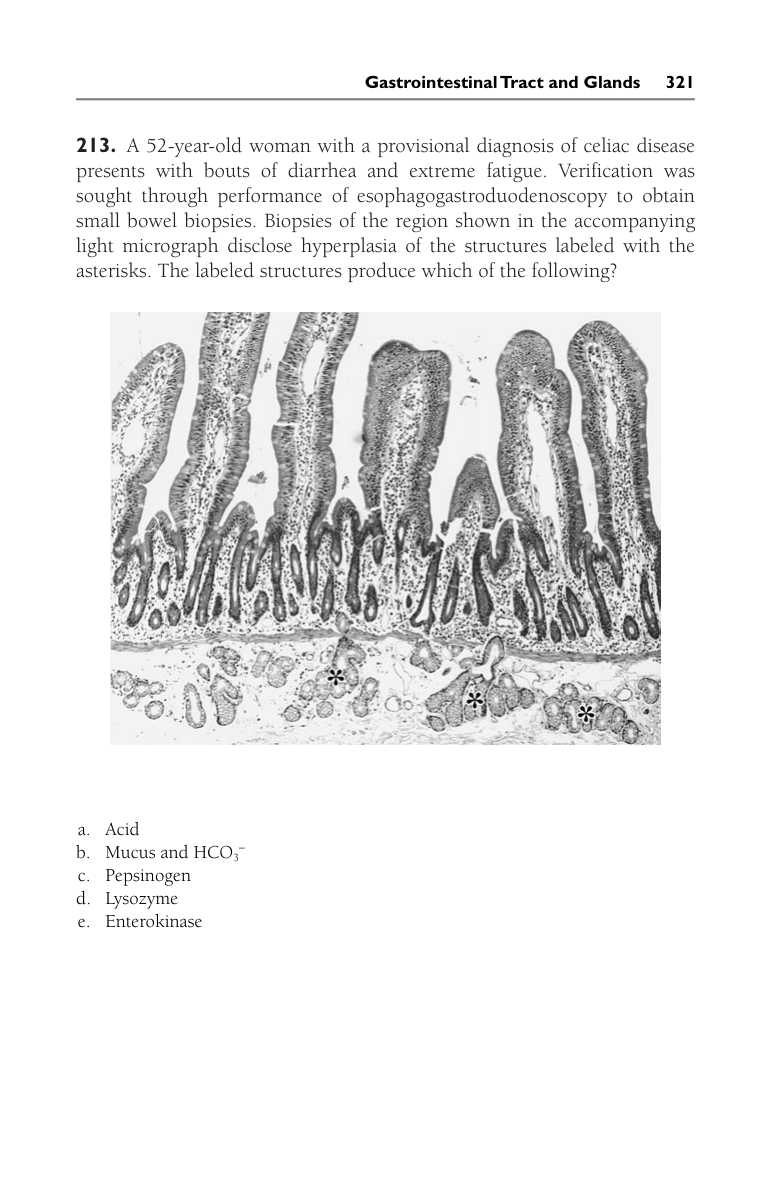 Gastrointestinal Tract and Glands 321
213. A 52-year-old woman with a provisional diagnosis of celiac disease
presents with bouts of diarrhea and extreme fatigue. Verification was
sought through performance of esophagogastroduodenoscopy to obtain
small bowel biopsies. Biopsies of the region shown in the accompanying
light micrograph disclose hyperplasia of the structures labeled with the
asterisks. The labeled structures produce which of the following?
* * *
a. Acid
b. Mucus and HCO₃⁻
c. Pepsinogen
d. Lysozyme
e. Enterokinase